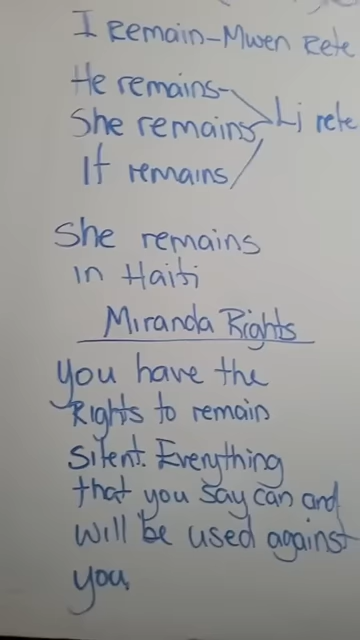 I Remain-Mwen Rete
He remains-
She remains Li rete
It remains
She remains
in Haiti
Miranda Rights
you have the
Rights to remain
silent. Everything
that you say can and
will be used against
you.